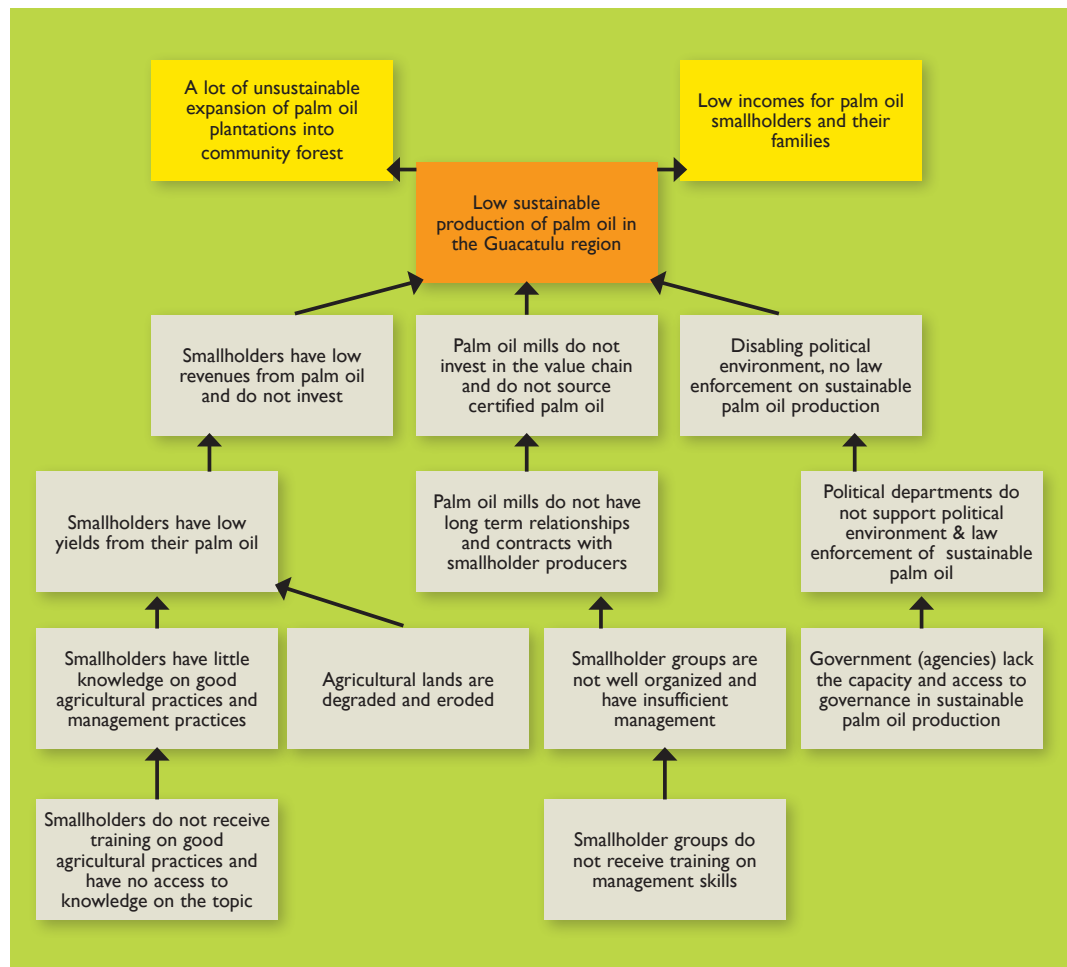 A lot of unsustainable
expansion of palm oil
plantations into
community forest
Low incomes for palm oil
smallholders and their
families
Low sustainable
production of palm oil in
the Guacatulu region
Smallholders have low
revenues from palm oil
and do not invest
Palm oil mills do not
invest in the value chain
and do not source
certified palm oil
Disabling political
environment, no law
enforcement on sustainable
palm oil production
Smallholders have low
yields from their palm oil
Palm oil mills do not have
long term relationships
and contracts with
smallholder producers
Political departments do
not support political
environment & law
enforcement of sustainable
palm oil
Smallholders have little
knowledge on good
agricultural practices and
management practices
Agricultural lands are
degraded and eroded
Smallholder groups are
not well organized and
have insufficient
management
Government (agencies) lack
the capacity and access to
governance in sustainable
palm oil production
Smallholders do not receive
training on good
agricultural practices and
have no access to
knowledge on the topic
Smallholder groups do
not receive training on
management skills